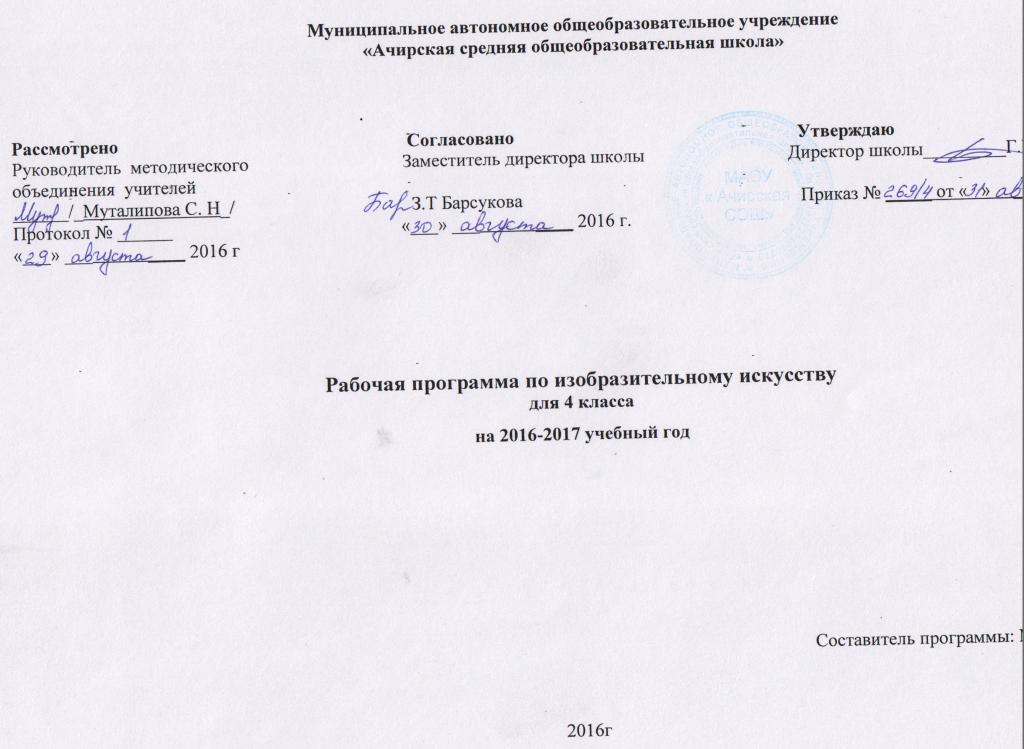 Муниципальное автономное общеобразовательное учреждение
«Ачирская средняя общеобразовательная школа»
Рассмотрено
Руководитель методического
объединения учителей
/ Муталипова С. Н /
Протокол № 1
«29» августа 2016 г
Согласовано
Заместитель директора школы
Бар З.Т Барсукова
«30» августа 2016 г.
Утверждаю
Директор школы Г.
Приказ № 269/4 от «31» ав
МАОУ
«Ачирская
СОШ»
Рабочая программа по изобразительному искусству
для 4 класса
на 2016-2017 учебный год
Составитель программы:
2016г